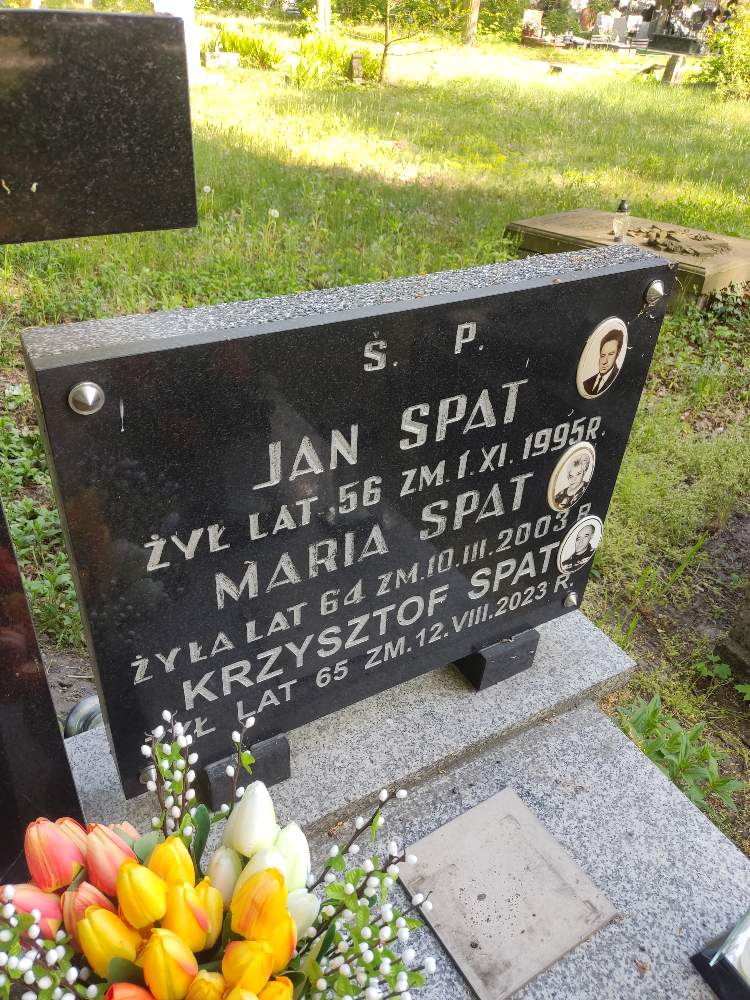 Ś. P.
JAN SPAT
ŻYŁ LAT 56 ZM. 1. XI. 1995 R.
MARIA SPAT
ŻYŁA LAT 64 ZM. 10. III. 2003 R
KRZYSZTOF SPAT
ŻYŁ LAT 65 ZM. 12. VIII. 2023 R.